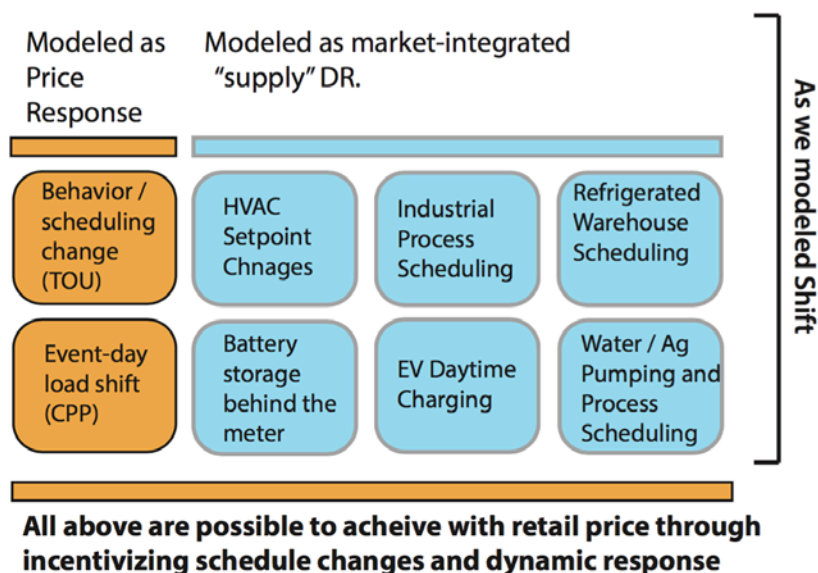 Modeled as
Price
Response
Modeled as market-integrated
“supply” DR.
Behavior /
scheduling
change
(TOU)
HVAC
Setpoint
Chnages
Industrial
Process
Scheduling
Refrigerated
Warehouse
Scheduling
Event-day
load shift
(CPP)
Battery
storage
behind the
meter
EV Daytime
Charging
Water / Ag
Pumping and
Process
Scheduling
As we modeled Shift
All above are possible to acheive with retail price through
incentivizing schedule changes and dynamic response